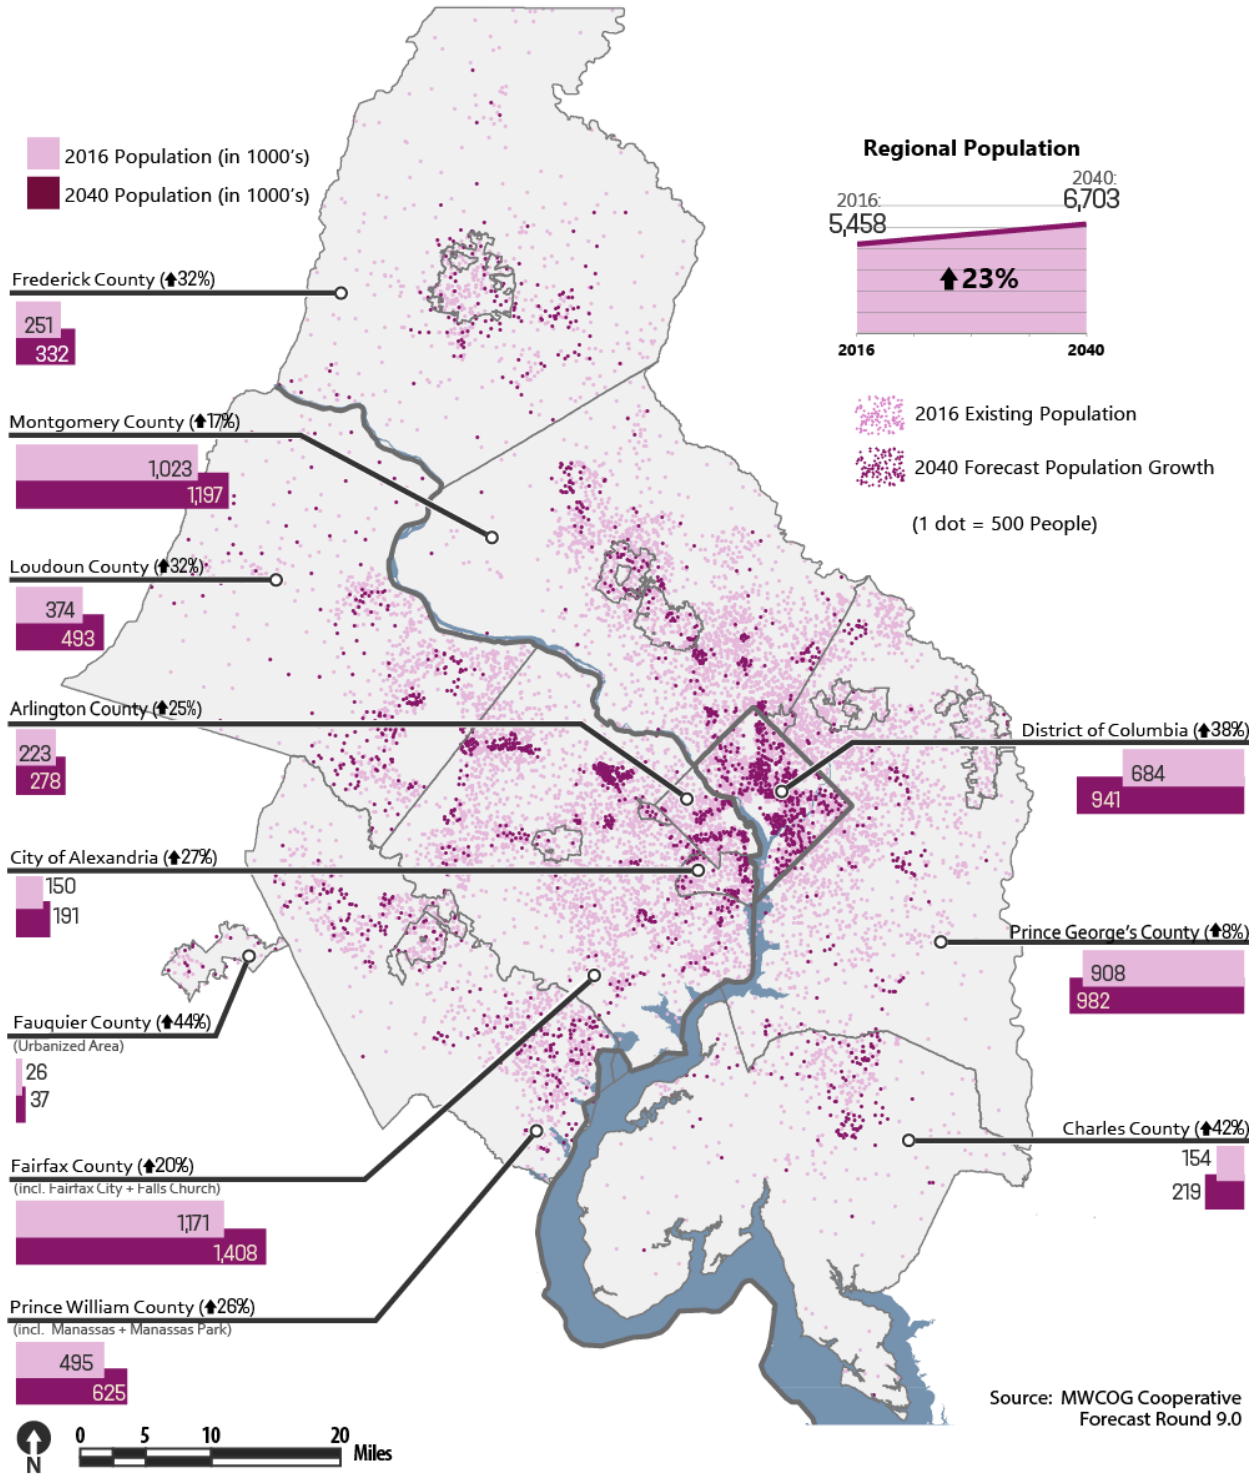 2016 Population (in 1000's)
2040 Population (in 1000's)
Regional Population
2016:
5,458
2040:
6,703
23%
2016
2040
2016 Existing Population
2040 Forecast Population Growth
(1 dot = 500 People)
Frederick County (32%)
251
332
Montgomery County (17%)
1,023
1,197
Loudoun County (32%)
374
493
Arlington County (25%)
223
278
City of Alexandria (27%)
150
191
Fauquier County (44%)
(Urbanized Area)
26
37
Fairfax County (20%)
(incl. Fairfax City + Falls Church)
1,171
1,408
Prince William County (26%)
(incl. Manassas + Manassas Park)
495
625
District of Columbia (38%)
684
941
Prince George's County (8%)
908
982
Charles County (42%)
154
219
N
0 5 10 20
Miles
Source: MWCOG Cooperative
Forecast Round 9.0